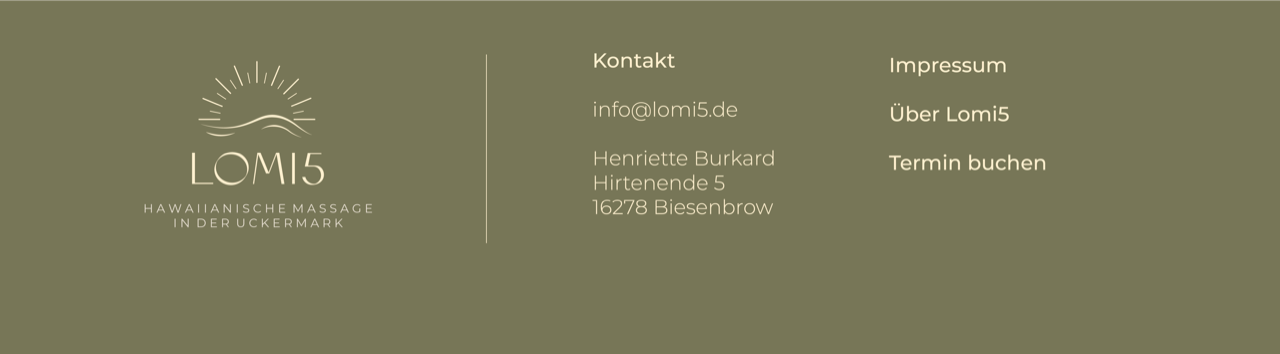 LOMI5
HAWAIIANISCHE MASSAGE
IN DER UCKERMARK
Kontakt
info@lomi5.de
Henriette Burkard
Hirtenende 5
16278 Biesenbrow
Impressum
Über Lomi5
Termin buchen